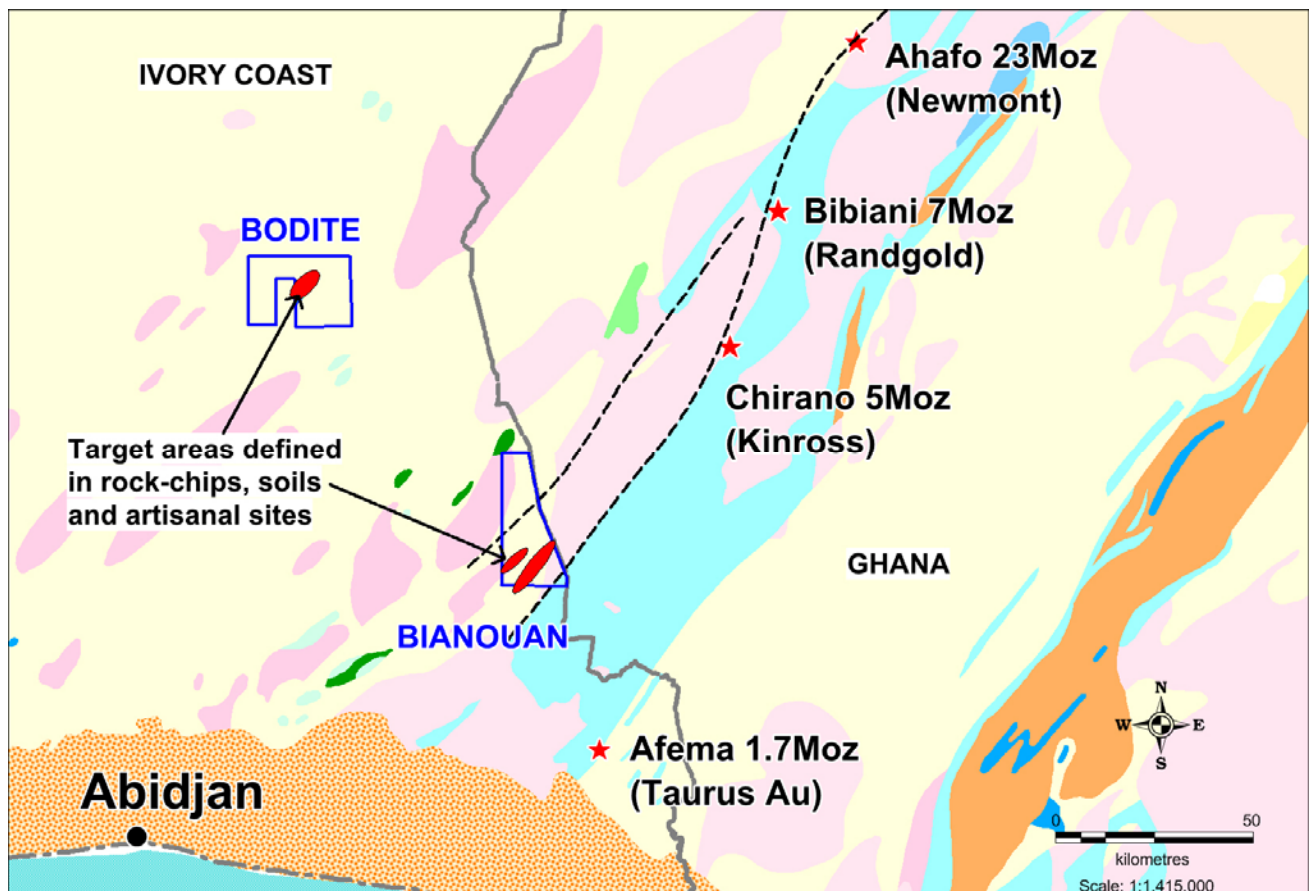 IVORY COAST
Ahafo 23Moz
(Newmont)
BODITE
Bibiani 7Moz
(Randgold)
Chirano 5Moz
(Kinross)
Target areas defined
in rock-chips, soils
and artisanal sites
GHANA
BIANOUAN
N
W E
S
Afema 1.7Moz
(Taurus Au)
Abidjan
0 50
kilometres
Scale: 1:1,415,000